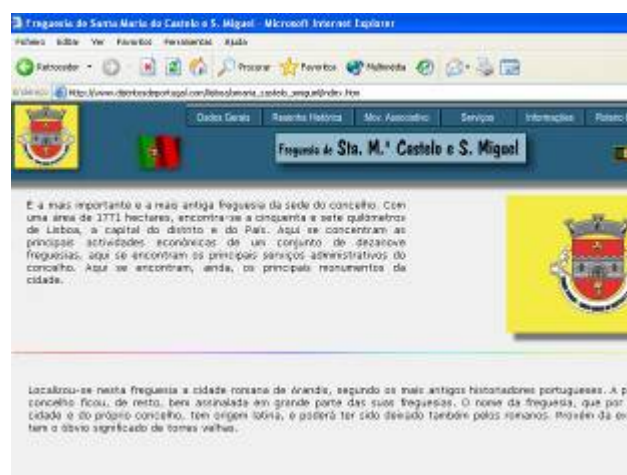 Freguesia de Santa Maria do Castelo e S. Miguel - Microsoft Internet Explorer
Ficheiro Editar Ver Favoritos Ferramentas Ajuda
Retroceder Procurar Favoritos Multimédia
Dados Gerais Resenha Histórica Mov. Associativo Serviços Informações Roteiro
Freguesia de Sta. M.ª Castelo e S. Miguel
É a mais importante e a mais antiga freguesia da sede do concelho. Com
uma área de 1771 hectares, encontra-se a cinquenta e sete quilómetros
de Lisboa, a capital do distrito e do País. Aqui se concentram as
principais actividades económicas de um conjunto de dezanove
freguesias, aqui se encontram os principais serviços administrativos do
concelho. Aqui se encontram, ainda, os principais monumentos da
cidade.
Localizou-se nesta freguesia a cidade romana de Arandis, segundo os mais antigos historiadores portugueses. A p
concelho ficou, de resto, bem assinalada em grande parte das suas freguesias. O nome da freguesia, que por
cidade e do próprio concelho, tem origem latina, e poderá ter sido deixado também pelos romanos. Provém da ex
tem o óbvio significado de torres velhas.